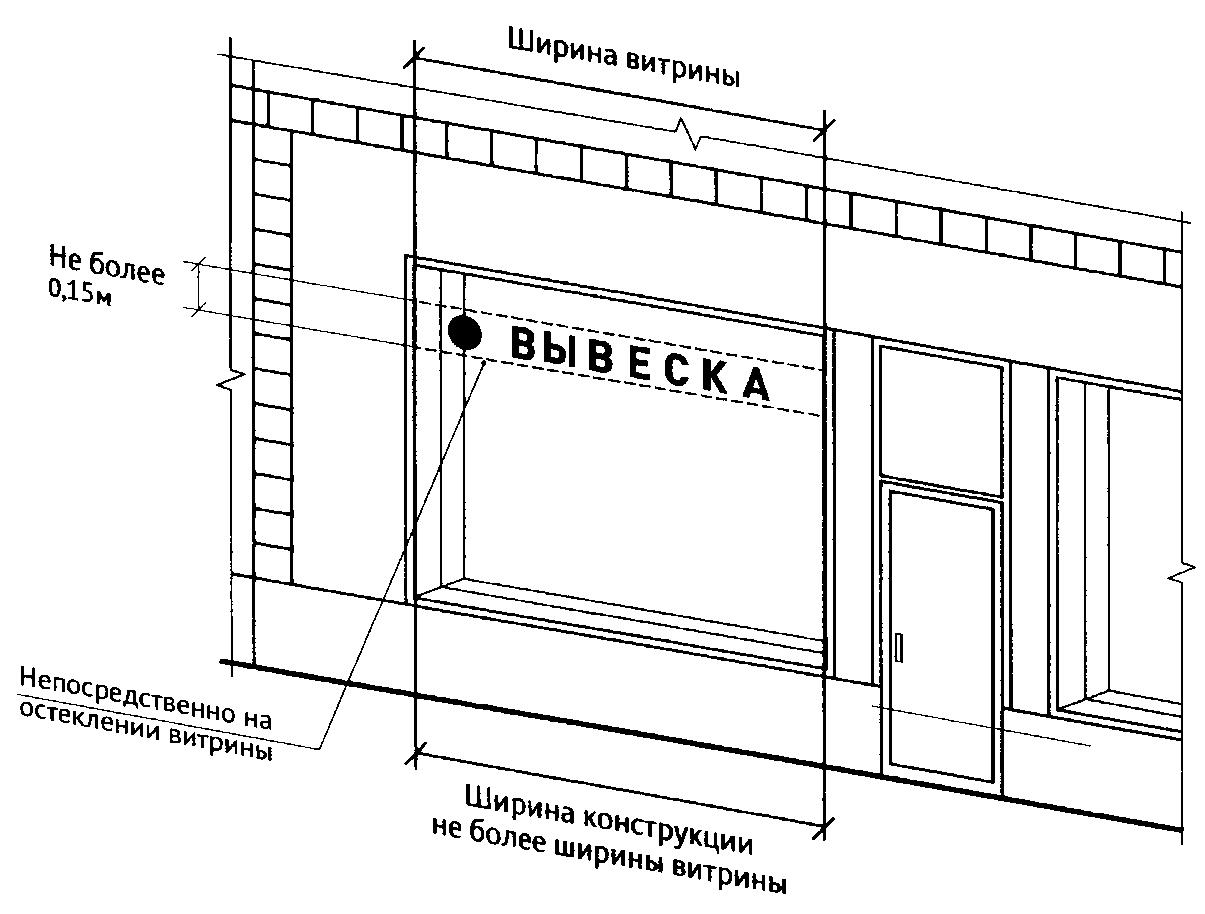 Ширина витрины
Не более
0,15м
ВЫВЕСКА
Непосредственно на
остеклении витрины
Ширина конструкции
не более ширины витрины